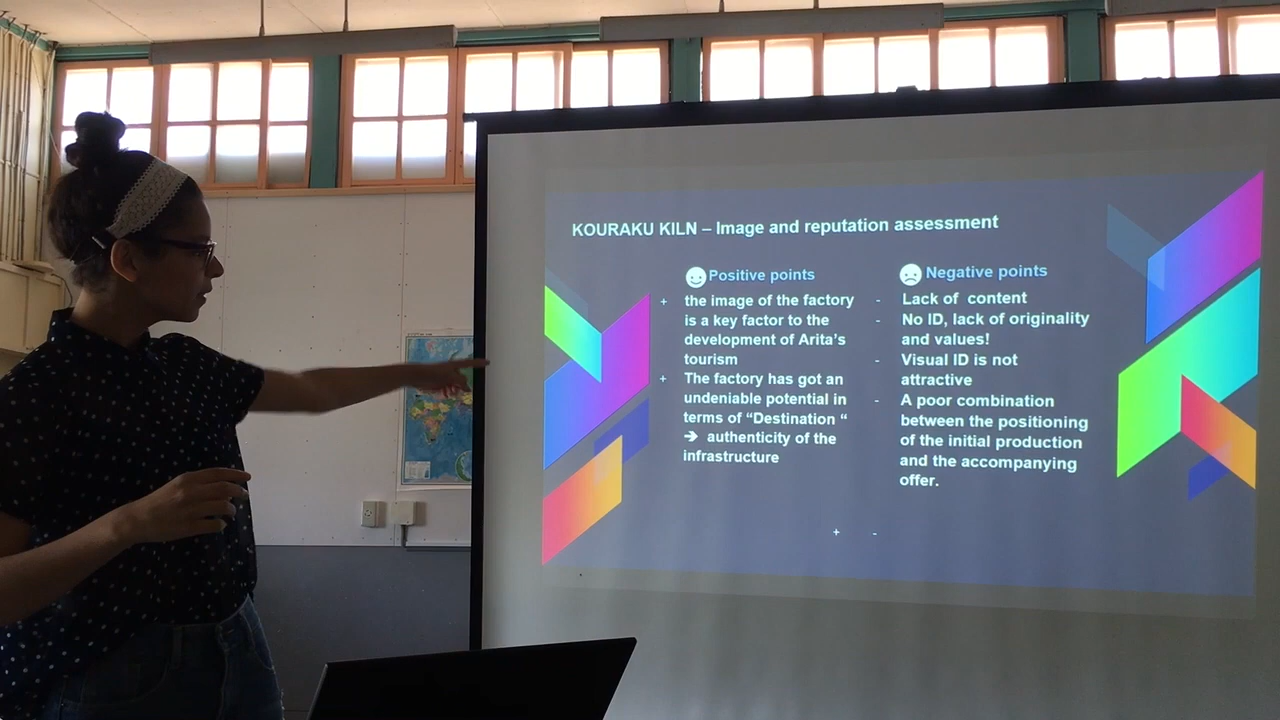 KOURAKU KILN – Image and reputation assessment
Positive points
+ the image of the factory
is a key factor to the
development of Arita's
tourism
+ The factory has got an
undeniable potential in
terms of “Destination “
➔ authenticity of the
infrastructure
Negative points
- Lack of content
- No ID, lack of originality
and values!
- Visual ID is not
attractive
- A poor combination
between the positioning
of the initial production
and the accompanying
offer.
+ -